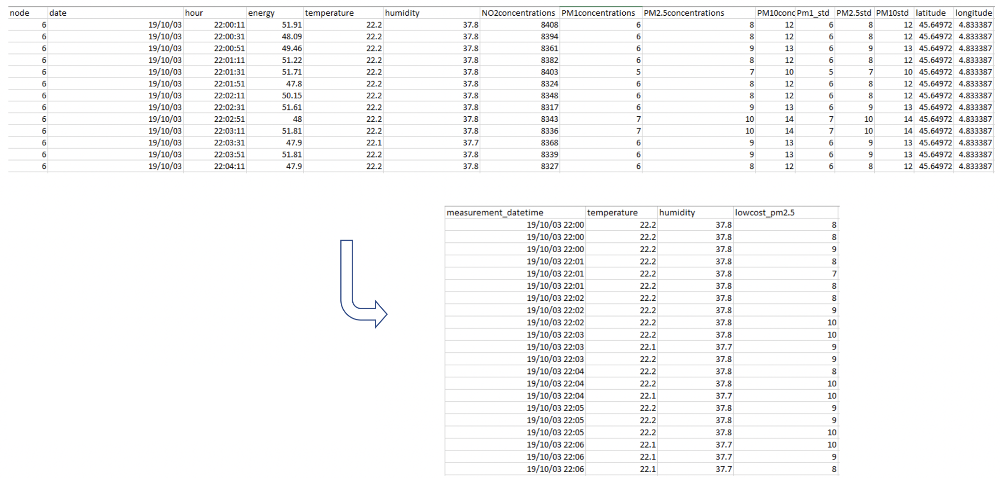 node date hour energy temperature humidity NO2concentrations PM1concentrations PM2.5concentrations PM10conc Pm1_std PM2.5std PM10std latitude longitude
6 19/10/03 22:00:11 51.91 22.2 37.8 8408 6 8 12 6 8 12 45.64972 4.833387
6 19/10/03 22:00:31 48.09 22.2 37.8 8394 6 8 12 6 8 12 45.64972 4.833387
6 19/10/03 22:00:51 49.46 22.2 37.8 8361 6 9 13 6 9 13 45.64972 4.833387
6 19/10/03 22:01:11 51.22 22.2 37.8 8382 6 8 12 6 8 12 45.64972 4.833387
6 19/10/03 22:01:31 51.71 22.2 37.8 8403 5 7 10 5 7 10 45.64972 4.833387
6 19/10/03 22:01:51 47.8 22.2 37.8 8324 6 8 12 6 8 12 45.64972 4.833387
6 19/10/03 22:02:11 50.15 22.2 37.8 8348 6 8 12 6 8 12 45.64972 4.833387
6 19/10/03 22:02:31 51.61 22.2 37.8 8317 6 9 13 6 9 13 45.64972 4.833387
6 19/10/03 22:02:51 48 22.2 37.8 8343 7 10 14 7 10 14 45.64972 4.833387
6 19/10/03 22:03:11 51.81 22.2 37.8 8336 7 10 14 7 10 14 45.64972 4.833387
6 19/10/03 22:03:31 47.9 22.1 37.7 8368 6 9 13 6 9 13 45.64972 4.833387
6 19/10/03 22:03:51 51.81 22.2 37.8 8339 6 9 13 6 9 13 45.64972 4.833387
6 19/10/03 22:04:11 47.9 22.2 37.8 8327 6 8 12 6 8 12 45.64972 4.833387
measurement_datetime temperature humidity lowcost_pm2.5
19/10/03 22:00 22.2 37.8 8
19/10/03 22:00 22.2 37.8 8
19/10/03 22:00 22.2 37.8 9
19/10/03 22:01 22.2 37.8 8
19/10/03 22:01 22.2 37.8 7
19/10/03 22:01 22.2 37.8 8
19/10/03 22:02 22.2 37.8 8
19/10/03 22:02 22.2 37.8 9
19/10/03 22:02 22.2 37.8 10
19/10/03 22:03 22.2 37.8 10
19/10/03 22:03 22.1 37.7 9
19/10/03 22:03 22.2 37.8 9
19/10/03 22:04 22.2 37.8 8
19/10/03 22:04 22.2 37.8 10
19/10/03 22:04 22.1 37.7 10
19/10/03 22:05 22.2 37.8 9
19/10/03 22:05 22.2 37.8 9
19/10/03 22:05 22.2 37.8 10
19/10/03 22:06 22.1 37.7 10
19/10/03 22:06 22.1 37.7 9
19/10/03 22:06 22.1 37.7 8